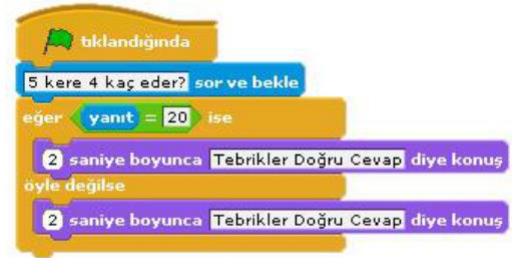 tıklandığında
5 kere 4 kaç eder? sor ve bekle
eğer yanıt = 20 ise
2 saniye boyunca Tebrikler Doğru Cevap diye konuş
öyle değilse
2 saniye boyunca Tebrikler Doğru Cevap diye konuş